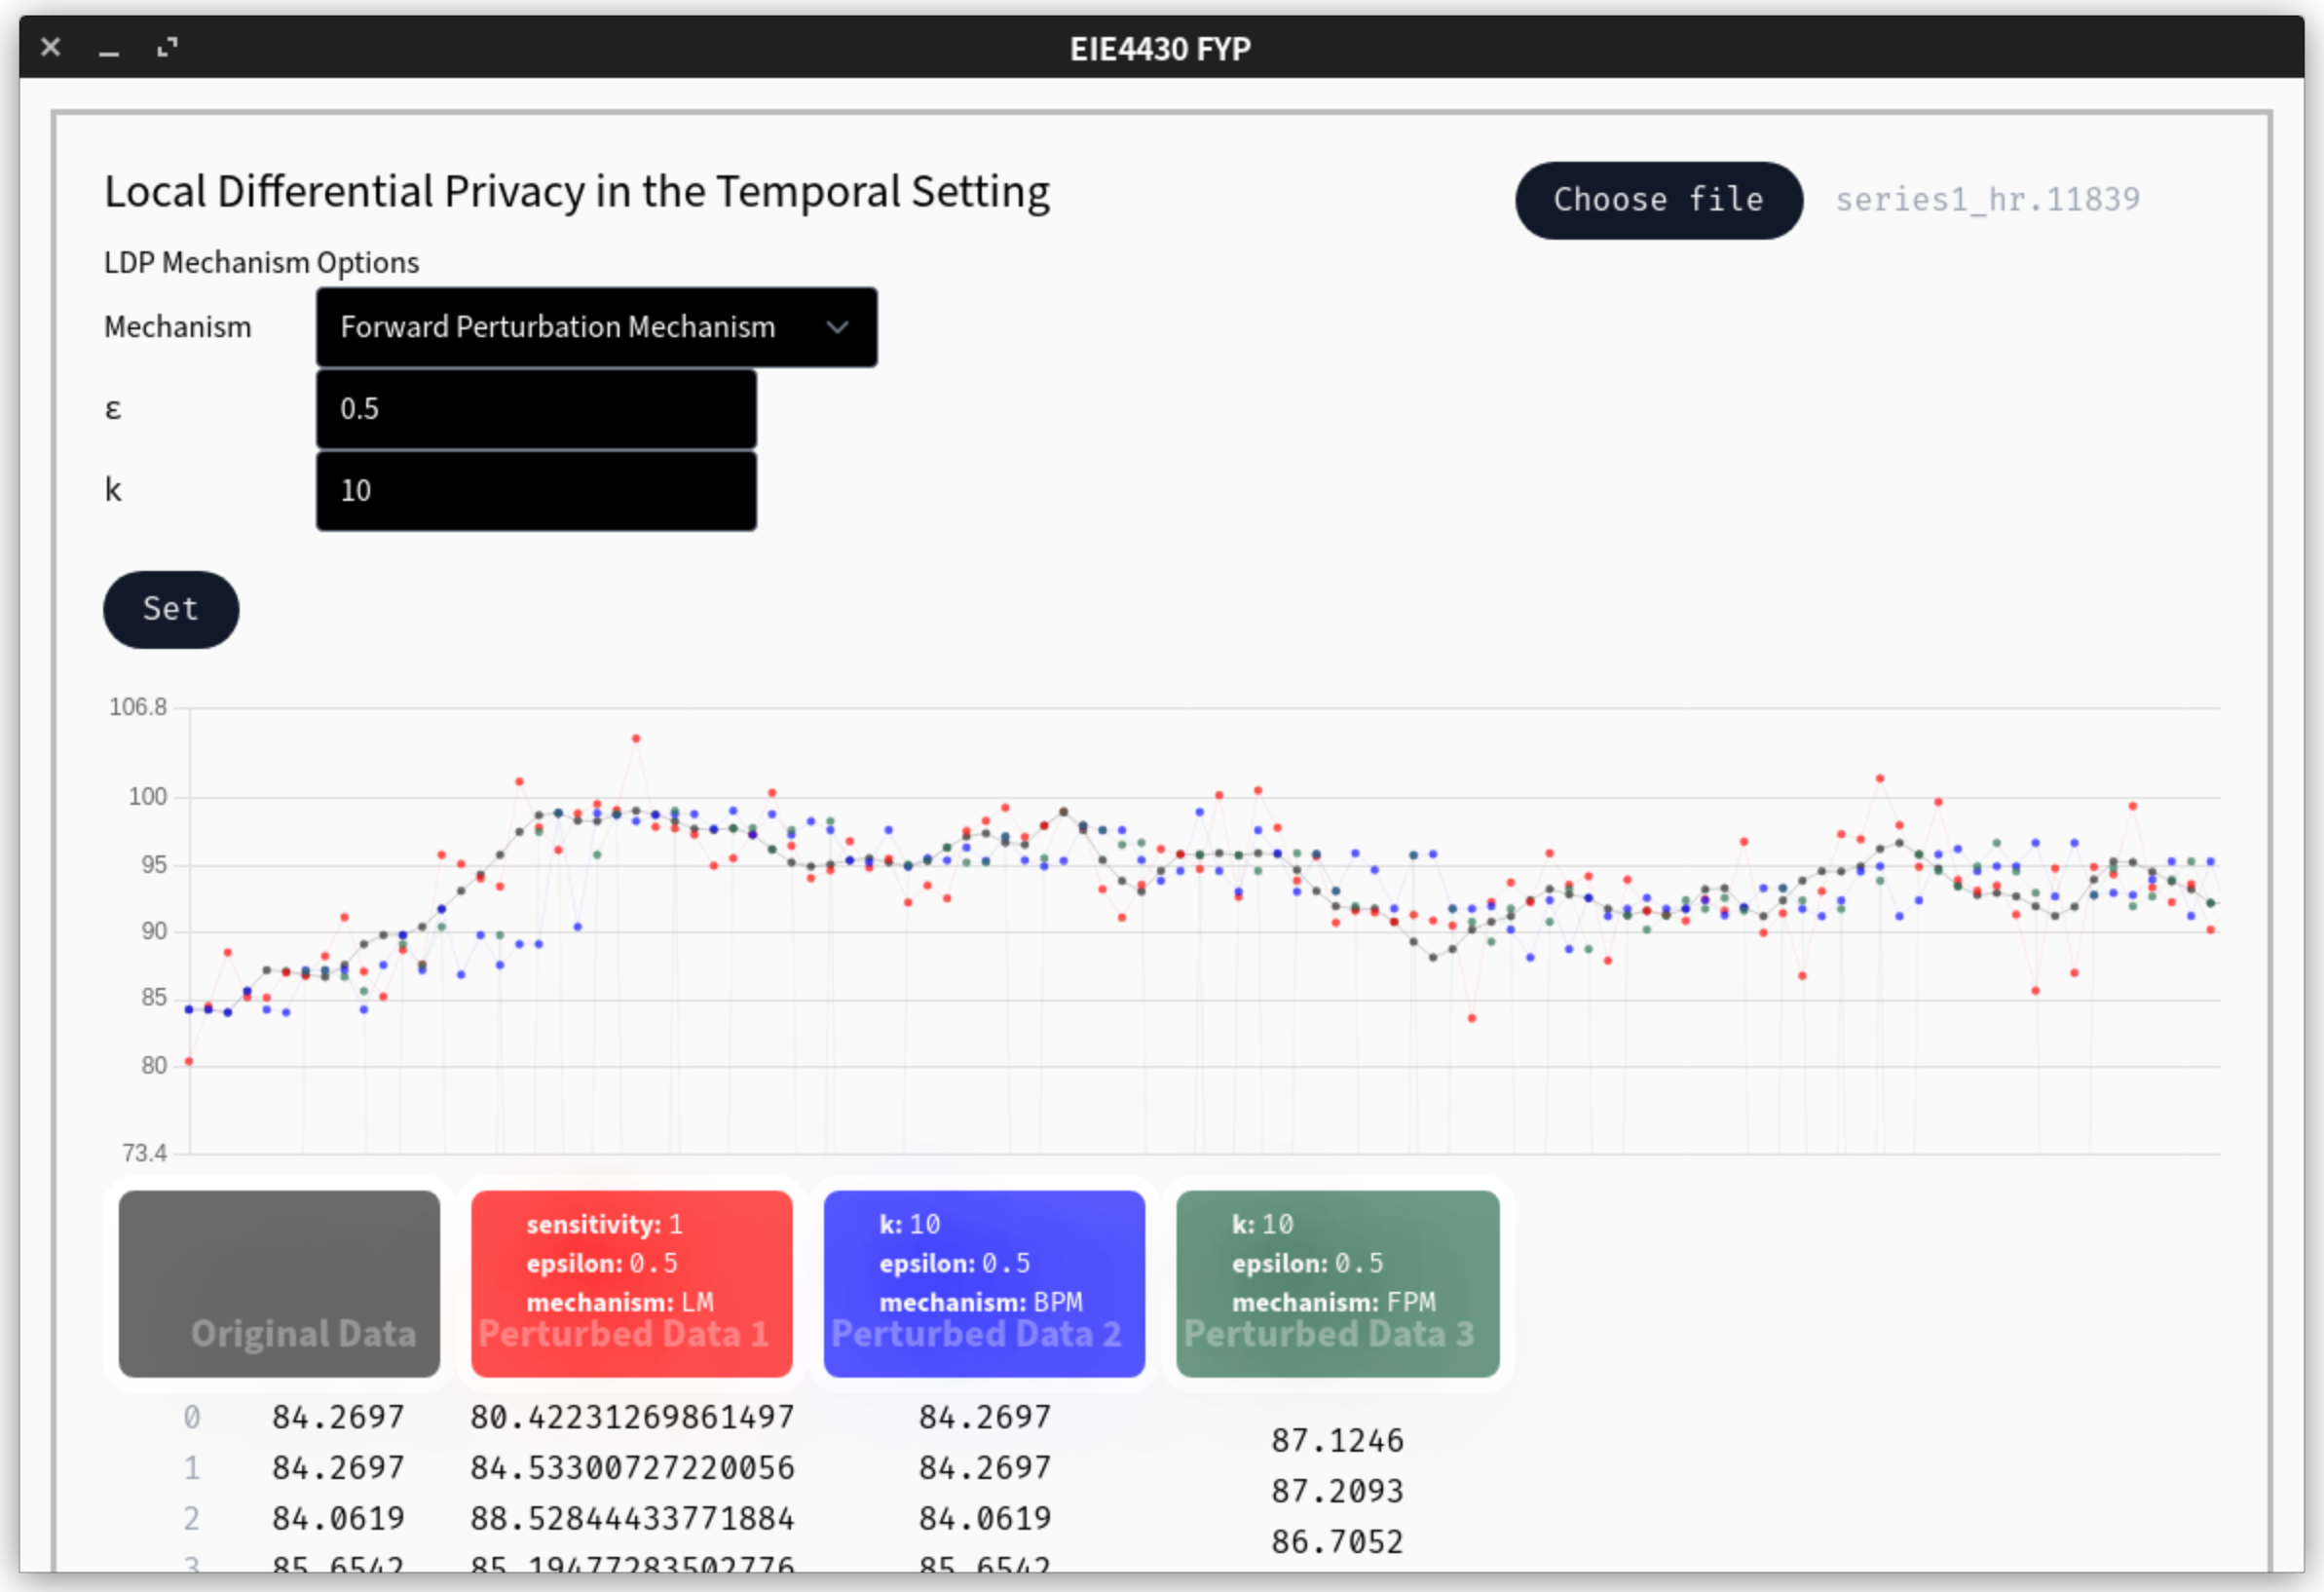 EIE4430 FYP
Local Differential Privacy in the Temporal Setting
Choose file series1_hr.11839
LDP Mechanism Options
Mechanism Forward Perturbation Mechanism
ε 0.5
k 10
Set
106.8
100
95
90
85
80
73.4
Original Data
sensitivity: 1
epsilon: 0.5
mechanism: LM
Perturbed Data 1
k: 10
epsilon: 0.5
mechanism: BPM
Perturbed Data 2
k: 10
epsilon: 0.5
mechanism: FPM
Perturbed Data 3
0 84.2697 80.42231269861497 84.2697
87.1246
1 84.2697 84.53300727220056 84.2697
87.2093
2 84.0619 88.52844433771884 84.0619
86.7052
3 85.6542 85.19477283502776 85.6542